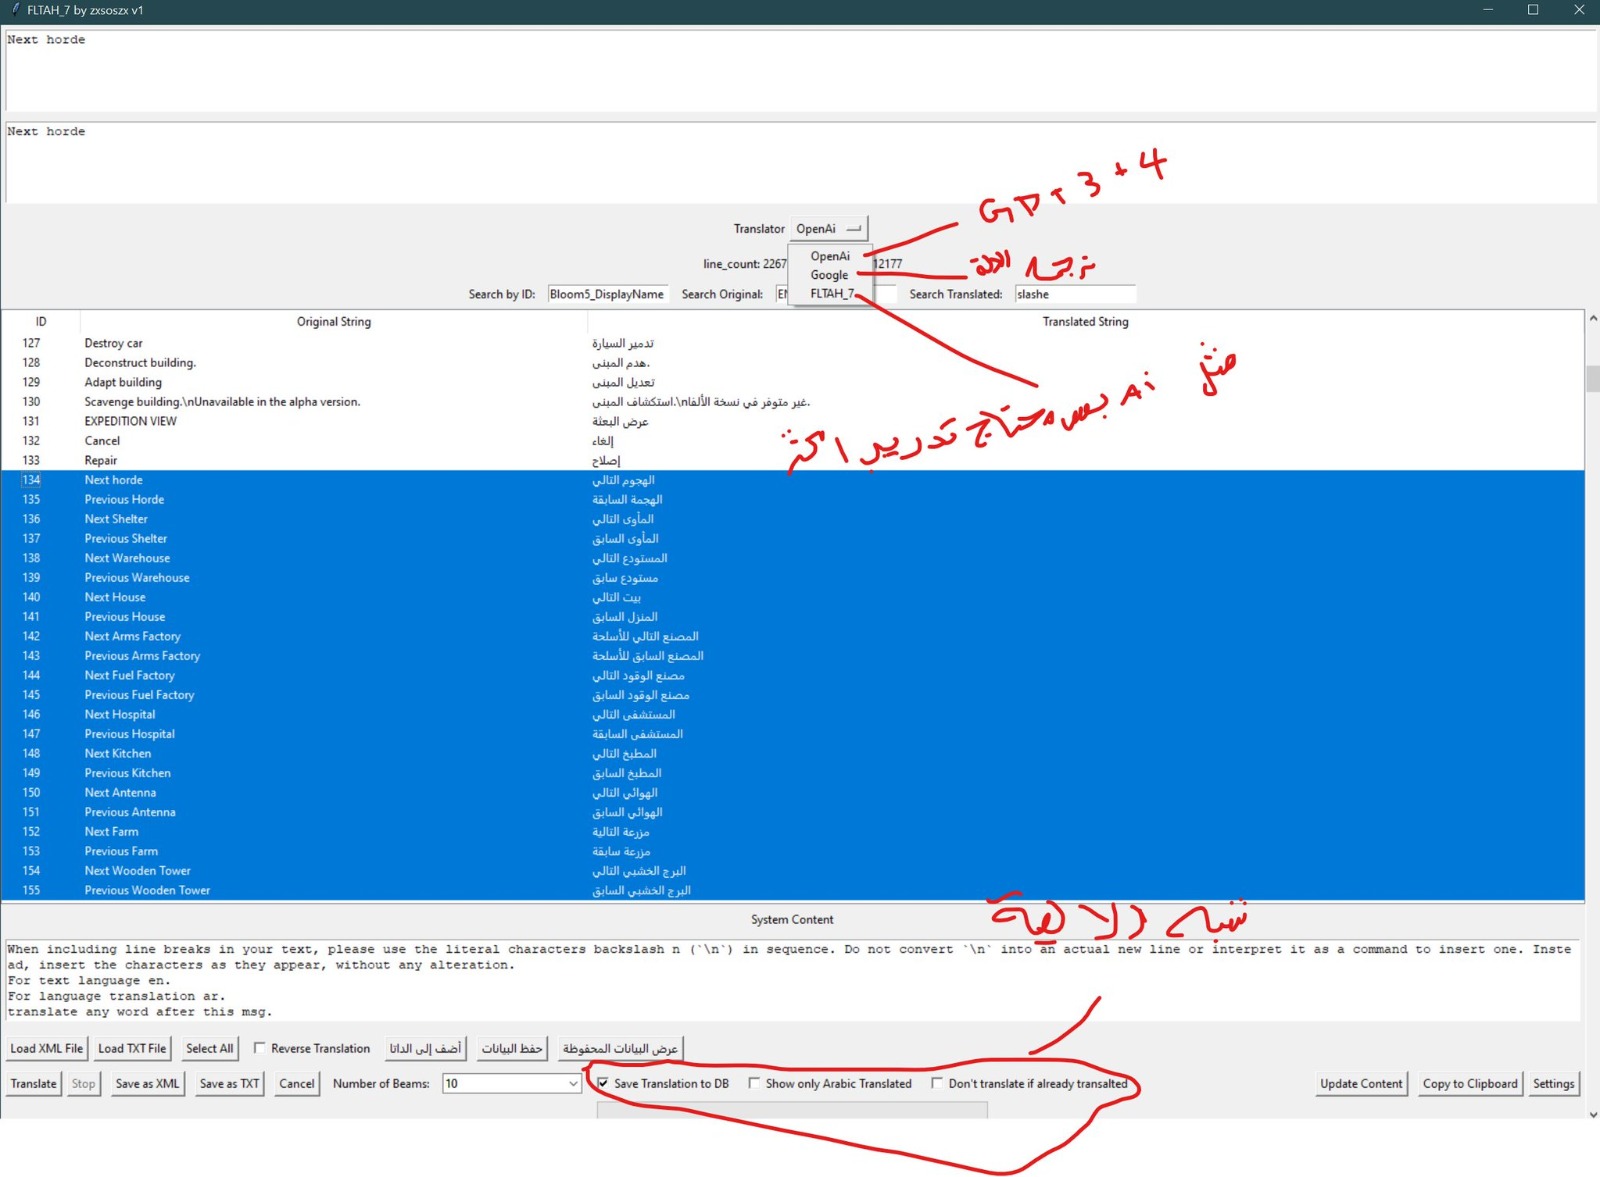 FLTAH_7 by zxsoszx v1
Next horde
Next horde
GPT 3 + 4
Translator OpenAi
OpenAi
Google
FLTAH_7
line_count: 2267 12177
Search by ID: Bloom5_DisplayName Search Original: EN Search Translated: slashe
ID Original String Translated String
127 Destroy car تدمير السيارة
128 Deconstruct building. هدم المبنى.
129 Adapt building تعديل المبنى
130 Scavenge building.\nUnavailable in the alpha version. استكشاف المبنى.\nغير متوفر في نسخة الألفا.
131 EXPEDITION VIEW عرض البعثة
132 Cancel إلغاء
133 Repair إصلاح
مثل Ai بس محتاج تدريب اكثر
134 Next horde الهجوم التالي
135 Previous Horde الهجمة السابقة
136 Next Shelter المأوى التالي
137 Previous Shelter المأوى السابق
138 Next Warehouse المستودع التالي
139 Previous Warehouse مستودع سابق
140 Next House بيت التالي
141 Previous House المنزل السابق
142 Next Arms Factory المصنع التالي للأسلحة
143 Previous Arms Factory المصنع السابق للأسلحة
144 Next Fuel Factory مصنع الوقود التالي
145 Previous Fuel Factory مصنع الوقود السابق
146 Next Hospital المستشفى التالي
147 Previous Hospital المستشفى السابقة
148 Next Kitchen المطبخ التالي
149 Previous Kitchen المطبخ السابق
150 Next Antenna الهوائي التالي
151 Previous Antenna الهوائي السابق
152 Next Farm مزرعة التالية
153 Previous Farm مزرعة سابقة
154 Next Wooden Tower البرج الخشبي التالي
155 Previous Wooden Tower البرج الخشبي السابق
System Content
When including line breaks in your text, please use the literal characters backslash n (`\n`) in sequence. Do not convert `\n` into an actual new line or interpret it as a command to insert one. Inste
ad, insert the characters as they appear, without any alteration.
For text language en.
For language translation ar.
translate any word after this msg.
Load XML File Load TXT File Select All Reverse Translation أضف إلى الداتا حفظ البيانات عرض البيانات المحفوظة
Translate Stop Save as XML Save as TXT Cancel Number of Beams: 10 Save Translation to DB Show only Arabic Translated Don't translate if already transalted Update Content Copy to Clipboard Settings